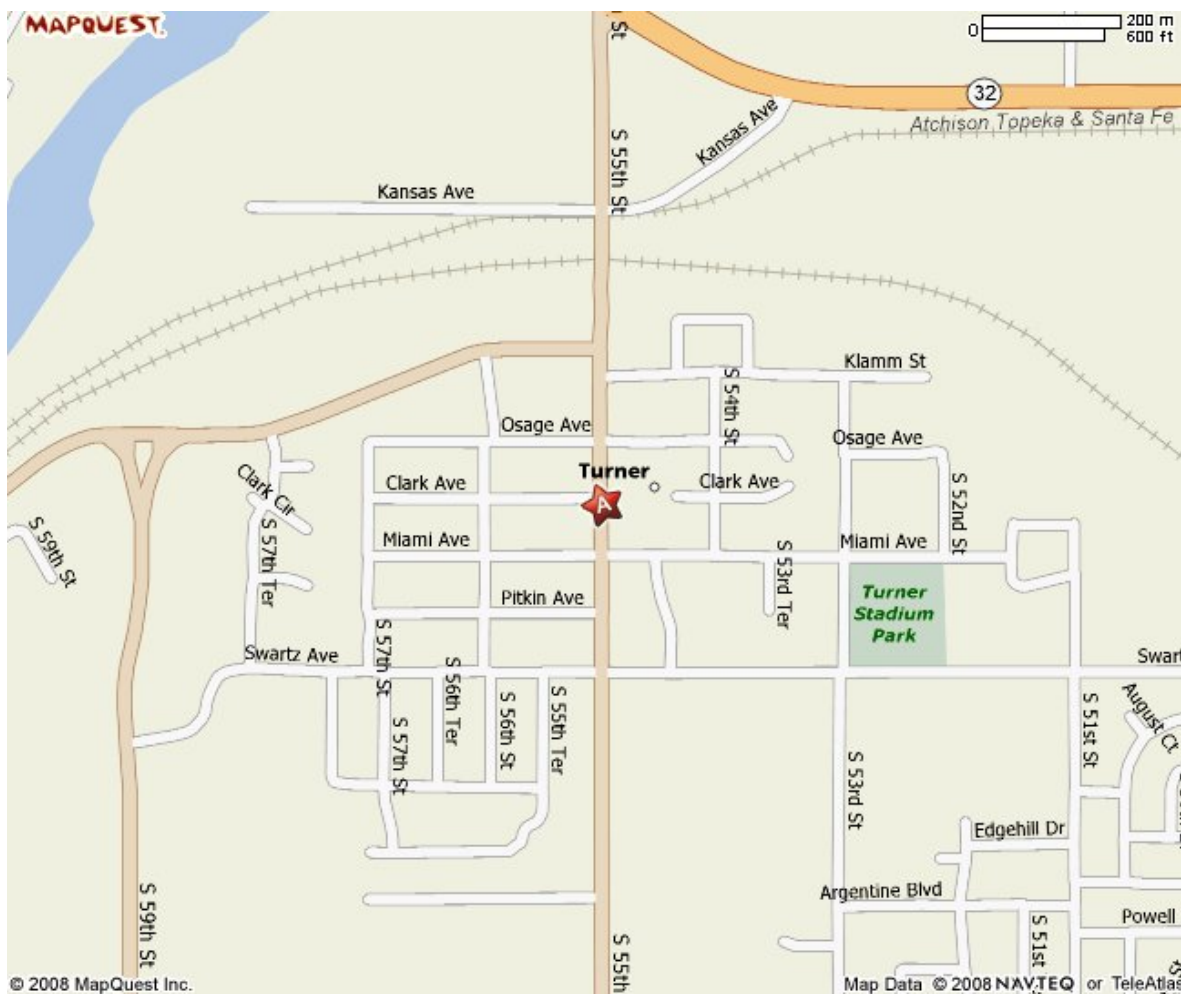 MAPQUEST.
0
200 m
600 ft
S 55th St
32
Kansas Ave
Atchison Topeka & Santa Fe
Kansas Ave
Klamm St
S 54th St
Osage Ave
Osage Ave
Turner
Clark Ave
Clark Ave
A
Clark Cir
S 52nd St
S 59th St
S 57th Ter
Miami Ave
Miami Ave
S 53rd Ter
Pitkin Ave
Turner
Stadium
Park
Swartz Ave
S 57th St
S 56th Ter
S 56th St
S 55th Ter
S 57th St
S 51st St
August Ct
S 53rd St
Edgehill Dr
Argentine Blvd
S 59th St
S 55th
S 51st
Powell
© 2008 MapQuest Inc.
Map Data © 2008 NAVTEQ or TeleAtlas